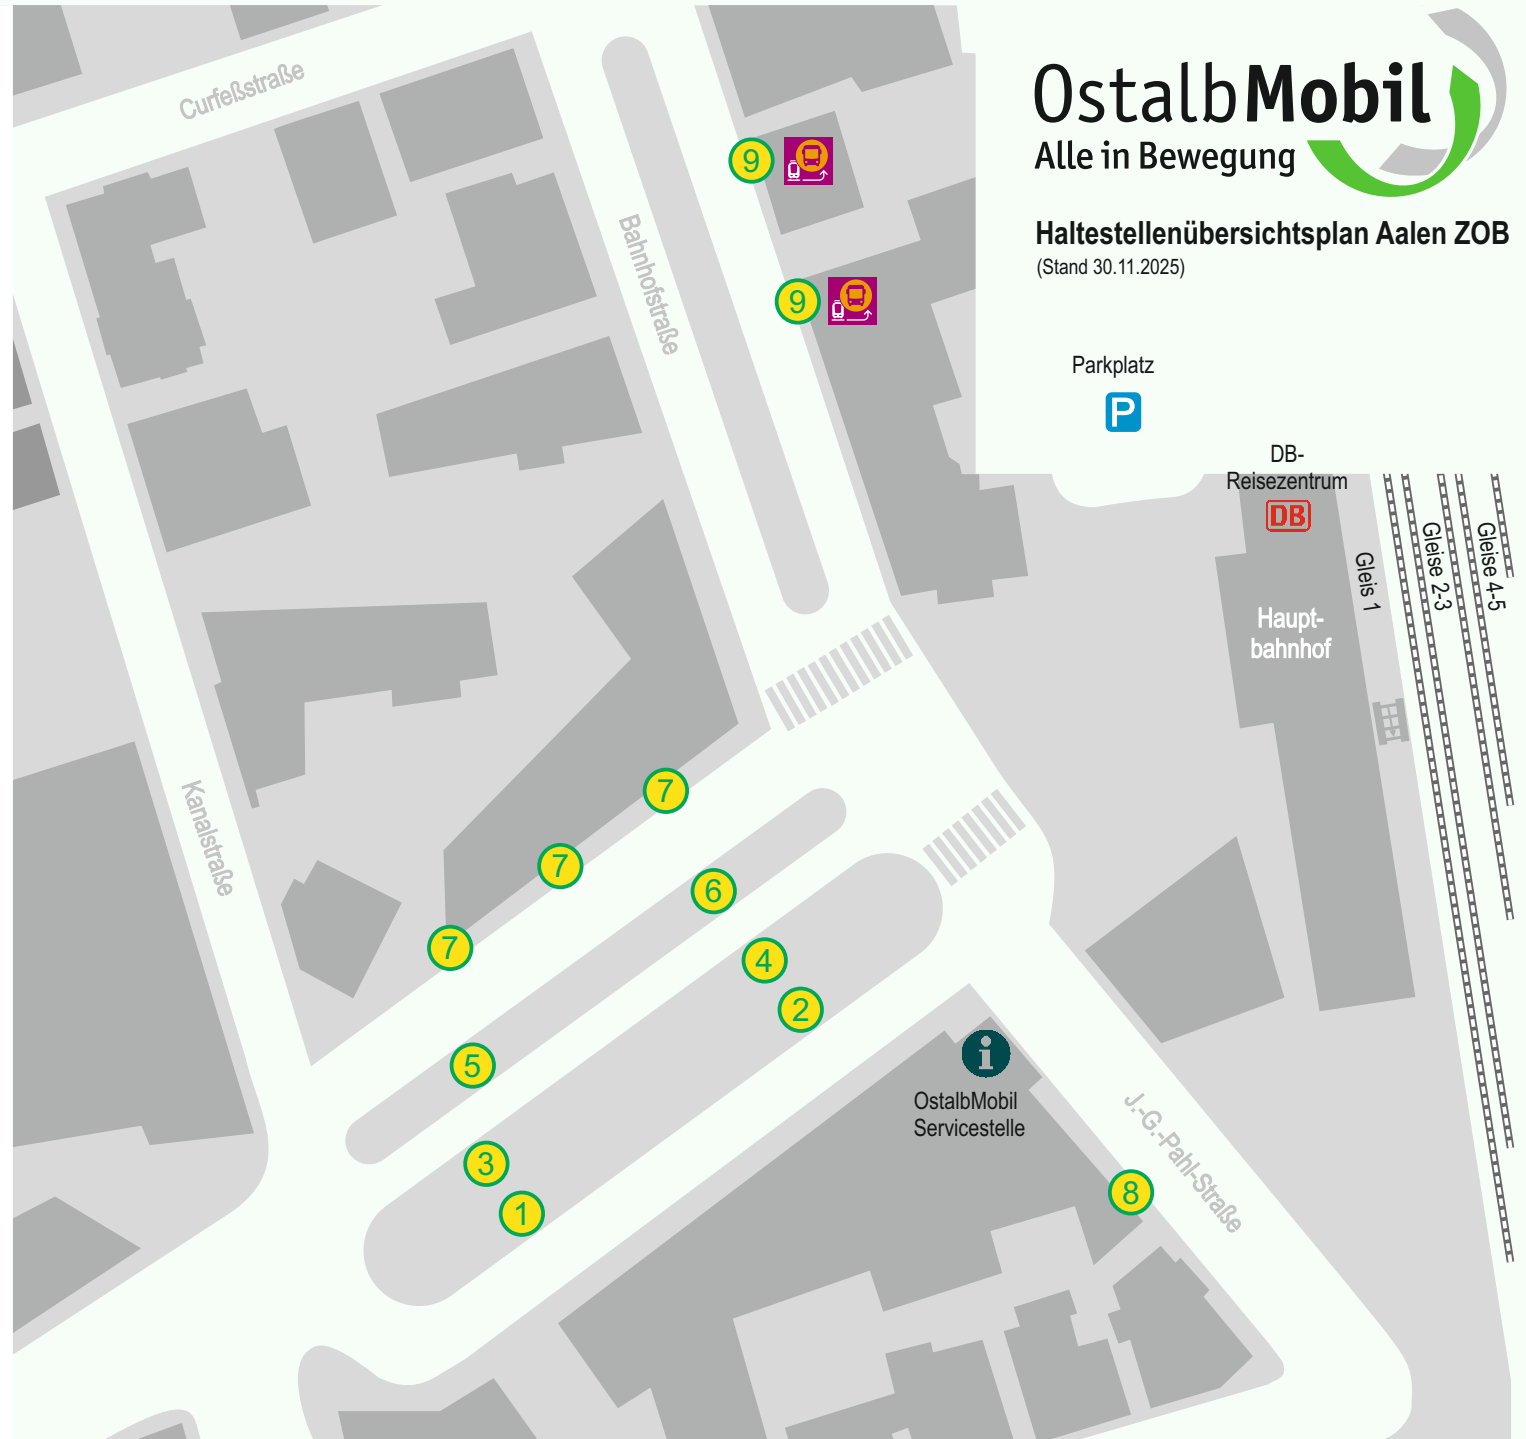 OstalbMobil
Alle in Bewegung
Haltestellenübersichtsplan Aalen ZOB
(Stand 30.11.2025)
Curfeßstraße
9
Bahnhofstraße
9
Parkplatz
P
DB-
Reisezentrum
DB
Gleis 1
Gleise 2-3
Gleise 4-5
Haupt-
bahnhof
Kanalstraße
7
7
7
6
4
2
5
3
1
i
OstalbMobil
Servicestelle
J.-G.-Pahl-Straße
8